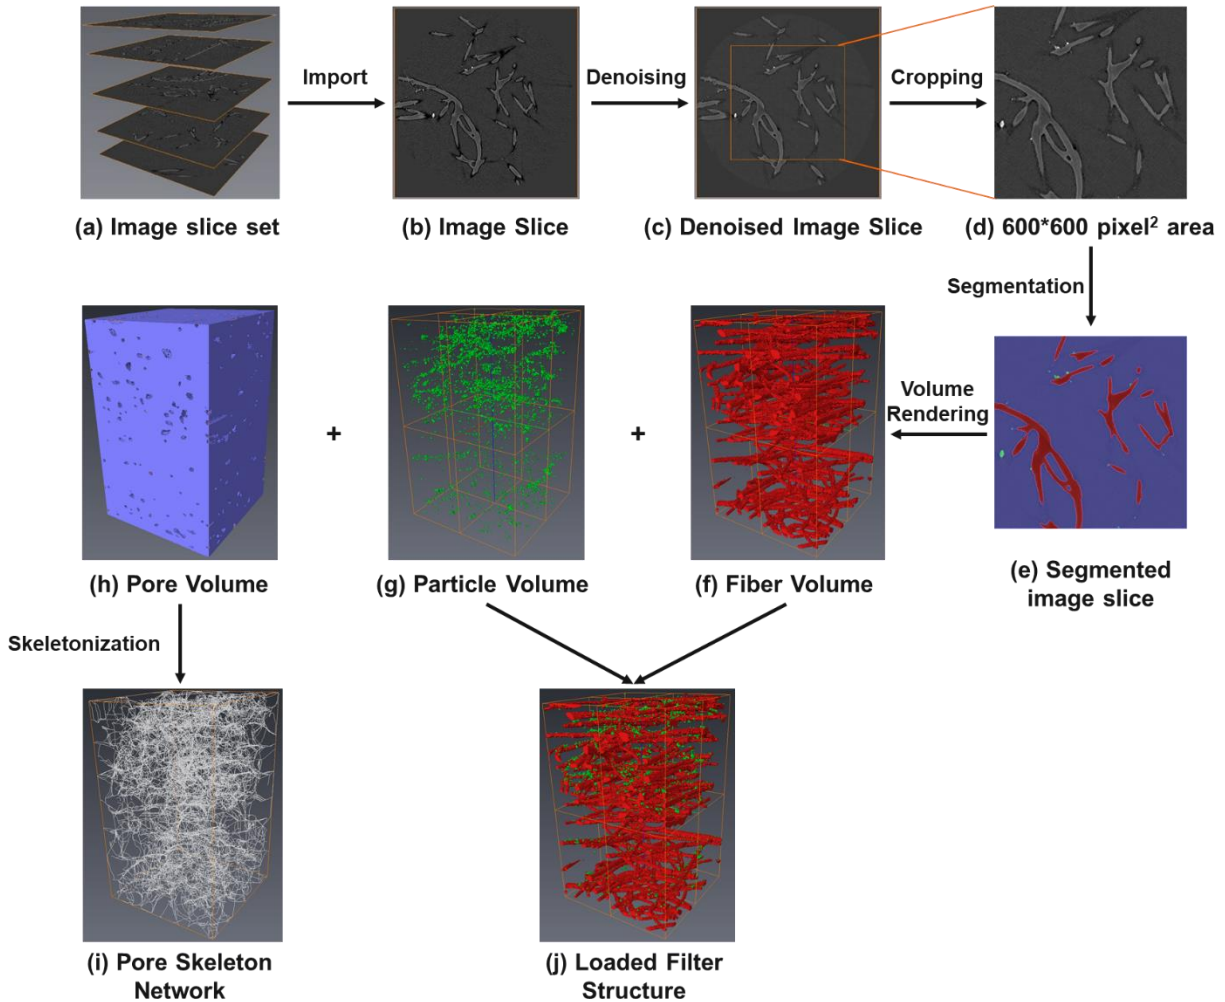 Import
Denoising
Cropping
(a) Image slice set
(b) Image Slice
(c) Denoised Image Slice
(d) 600*600 pixel² area
Segmentation
Volume
Rendering
+
+
(h) Pore Volume
(g) Particle Volume
(f) Fiber Volume
(e) Segmented
image slice
Skeletonization
(i) Pore Skeleton
Network
(j) Loaded Filter
Structure